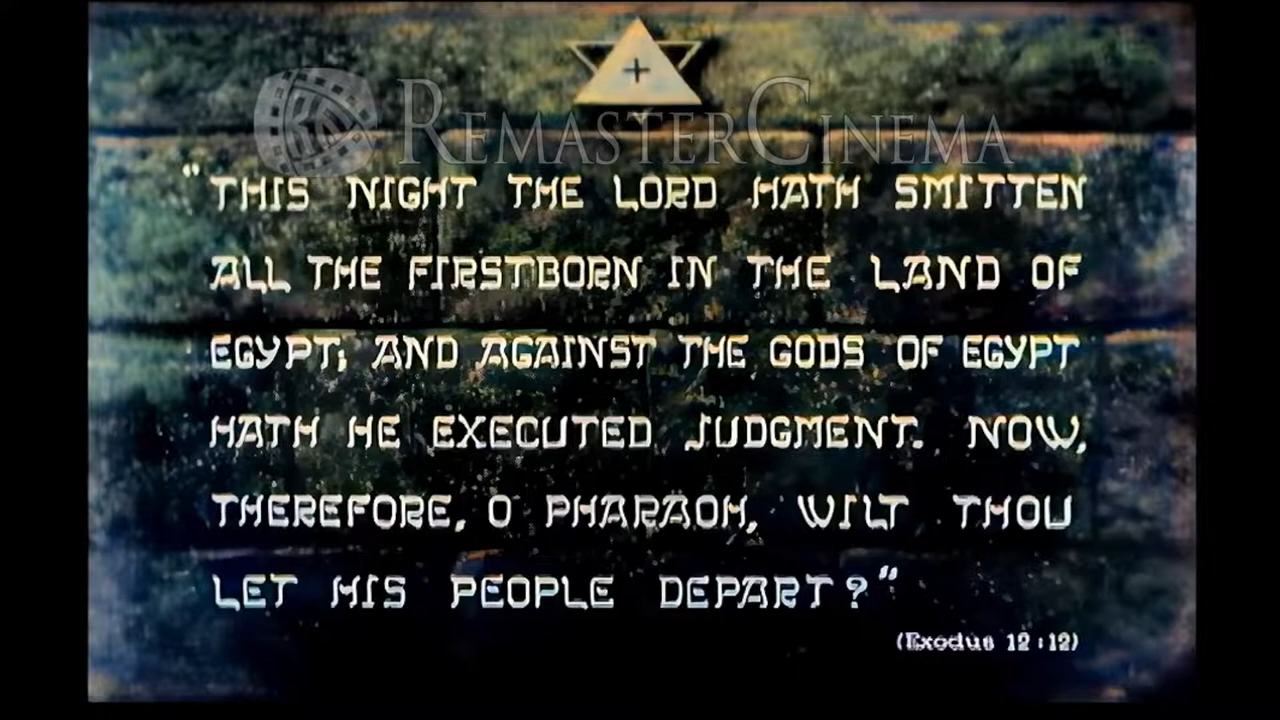 REMASTERCINEMA
"THIS NIGHT THE LORD HATH SMITTEN
ALL THE FIRSTBORN IN THE LAND OF
EGYPT; AND AGAINST THE GODS OF EGYPT
HATH HE EXECUTED JUDGMENT. NOW,
THEREFORE, O PHARAOH, WILT THOU
LET HIS PEOPLE DEPART?"
(Exodus 12:12)